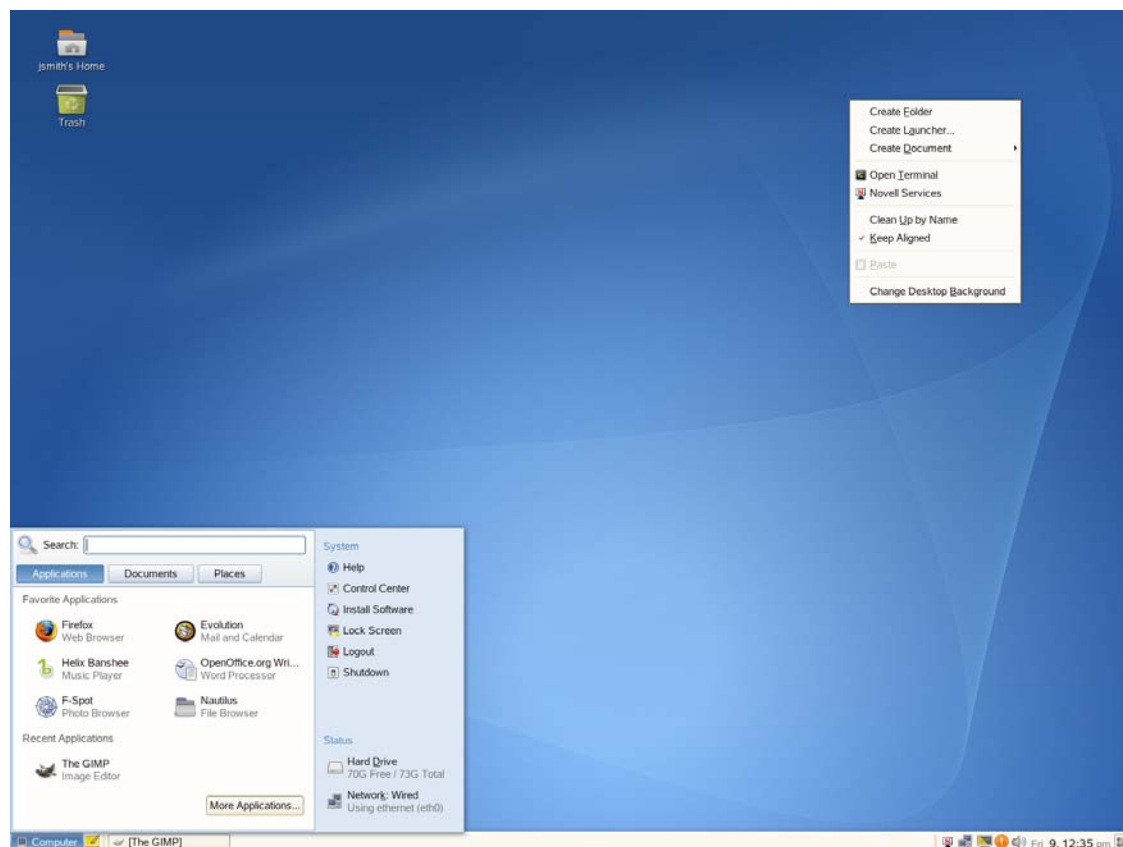 jsmith's Home
Trash
Create Folder
Create Launcher...
Create Document
Open Terminal
Novell Services
Clean Up by Name
Keep Aligned
Paste
Change Desktop Background
Search:
Applications
Documents
Places
Favorite Applications
Firefox
Web Browser
Evolution
Mail and Calendar
Helix Banshee
Music Player
OpenOffice.org Wri...
Word Processor
F-Spot
Photo Browser
Nautilus
File Browser
Recent Applications
The GIMP
Image Editor
More Applications...
System
Help
Control Center
Install Software
Lock Screen
Logout
Shutdown
Status
Hard Drive
70G Free / 73G Total
Network: Wired
Using ethernet (eth0)
Computer
[The GIMP]
Fri 9, 12:35 pm